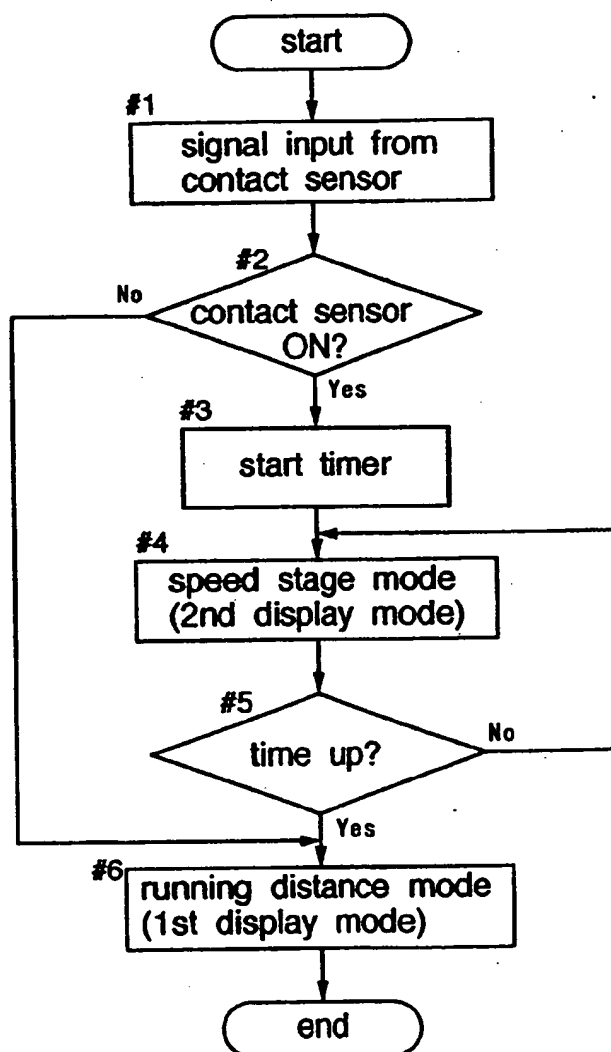 start
#1
signal input from
contact sensor
#2
No
contact sensor
ON?
Yes
#3
start timer
#4
speed stage mode
(2nd display mode)
#5
time up?
No
Yes
#6
running distance mode
(1st display mode)
end